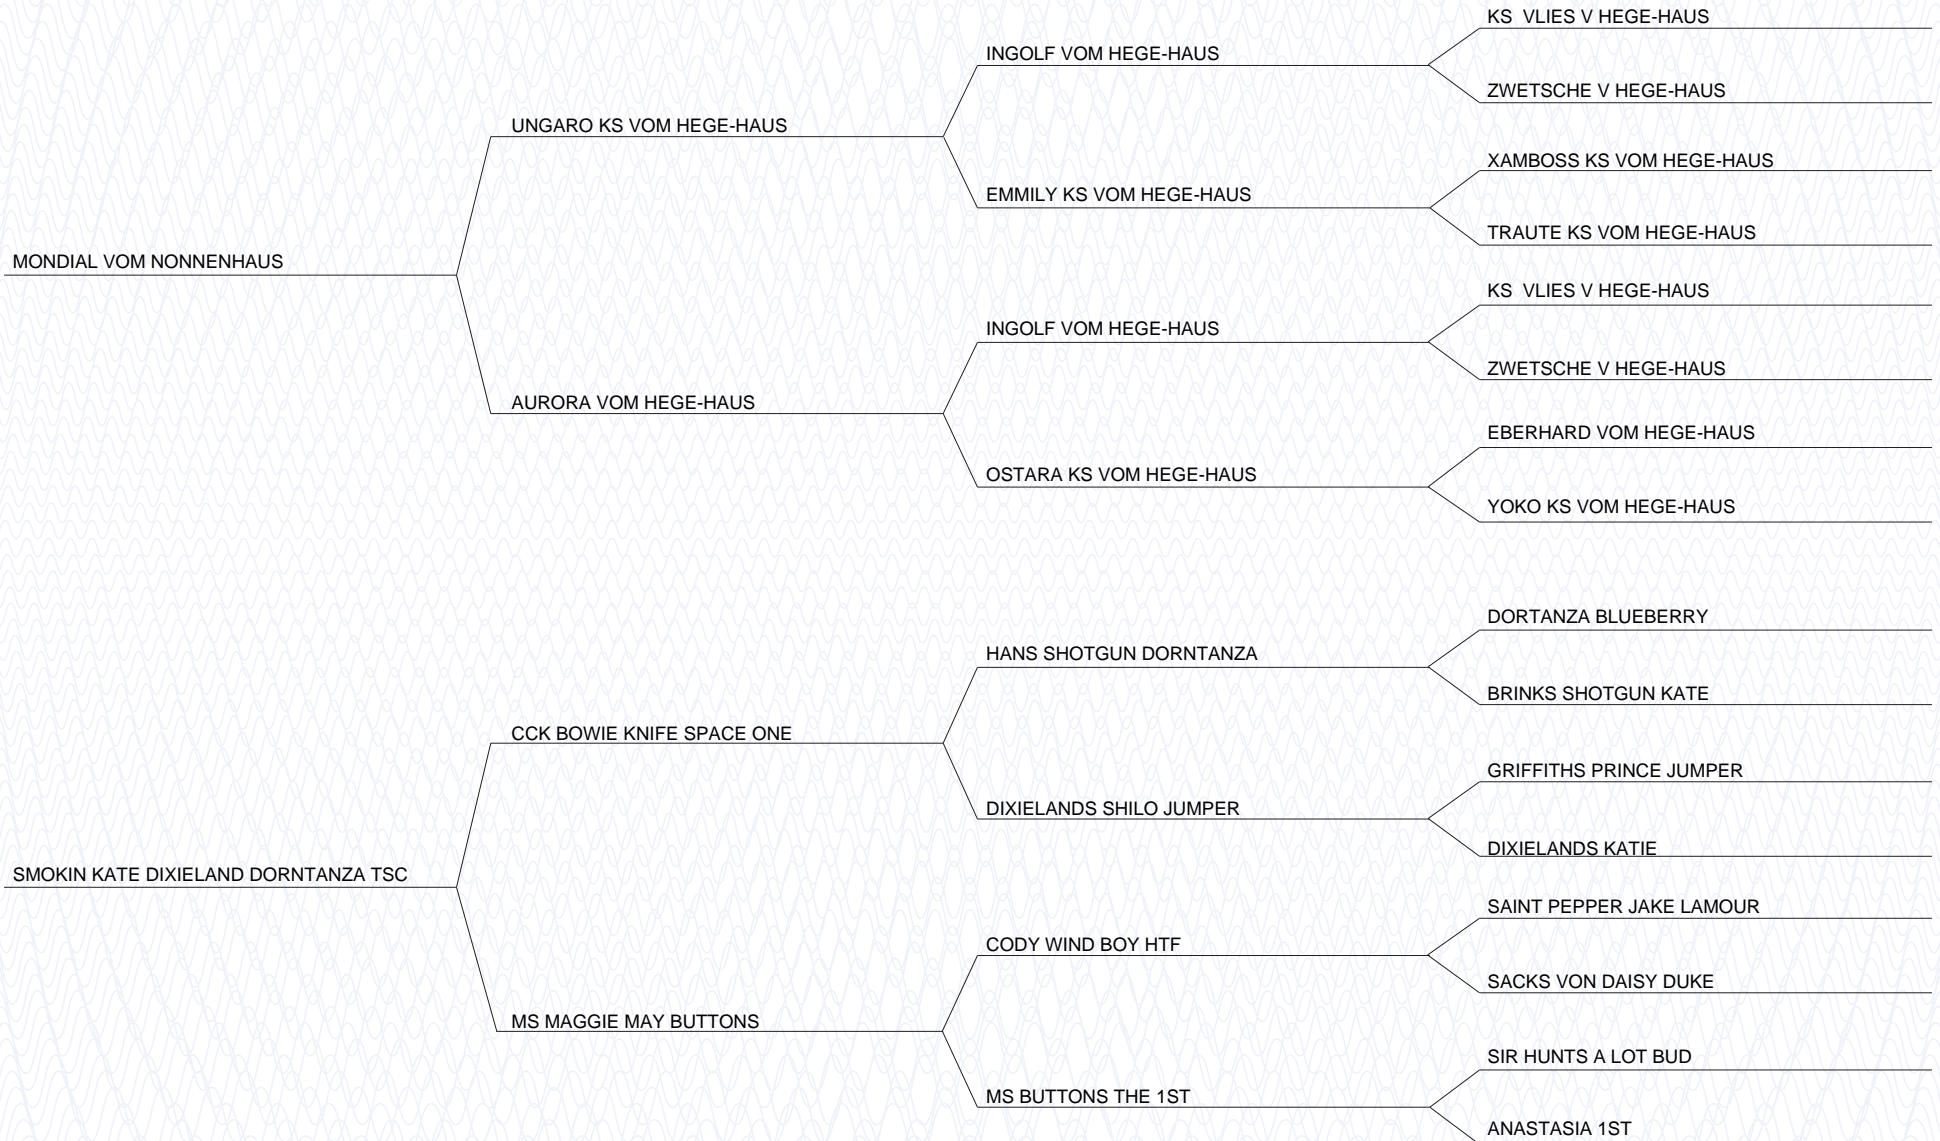 KS  VLIES V HEGE-HAUS
INGOLF VOM HEGE-HAUS
ZWETSCHE V HEGE-HAUS
UNGARO KS VOM HEGE-HAUS
XAMBOSS KS VOM HEGE-HAUS
EMMILY KS VOM HEGE-HAUS
TRAUTE KS VOM HEGE-HAUS
MONDIAL VOM NONNENHAUS
KS  VLIES V HEGE-HAUS
INGOLF VOM HEGE-HAUS
ZWETSCHE V HEGE-HAUS
AURORA VOM HEGE-HAUS
EBERHARD VOM HEGE-HAUS
OSTARA KS VOM HEGE-HAUS
YOKO KS VOM HEGE-HAUS
DORTANZA BLUEBERRY
HANS SHOTGUN DORNTANZA
BRINKS SHOTGUN KATE
CCK BOWIE KNIFE SPACE ONE
GRIFFITHS PRINCE JUMPER
DIXIELANDS SHILO JUMPER
DIXIELANDS KATIE
SMOKIN KATE DIXIELAND DORNTANZA TSC
SAINT PEPPER JAKE LAMOUR
CODY WIND BOY HTF
SACKS VON DAISY DUKE
MS MAGGIE MAY BUTTONS
SIR HUNTS A LOT BUD
MS BUTTONS THE 1ST
ANASTASIA 1ST